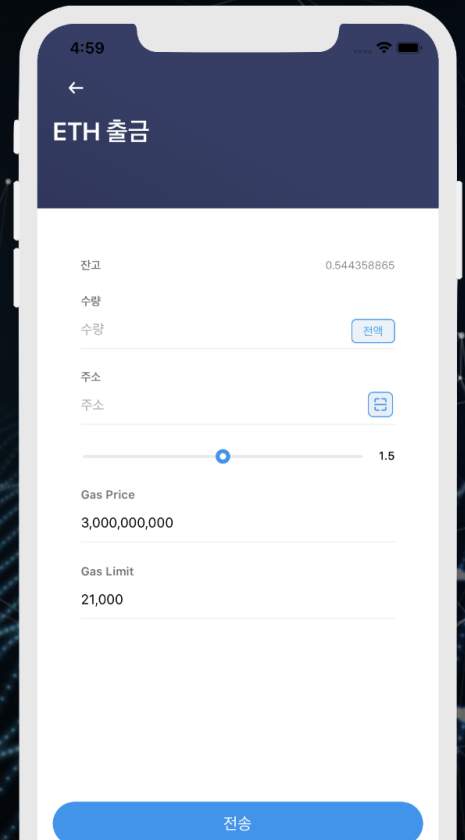 4:59
ETH 출금
잔고 0.544358865
수량
수량 전액
주소
주소
1.5
Gas Price
3,000,000,000
Gas Limit
21,000
전송